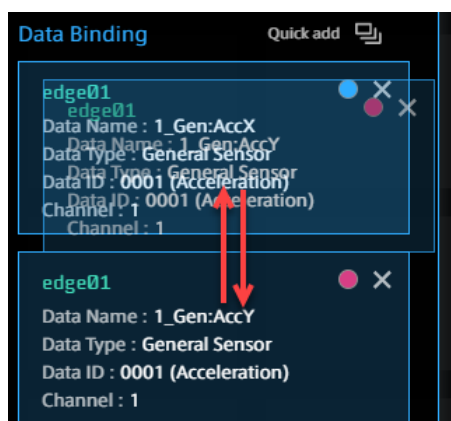 Data Binding
Quick add
edge01
Data Name : 1_Gen:AccX
Data Type : General Sensor
Data ID : 0001 (Acceleration)
Channel : 1
edge01
Data Name : 1_Gen:AccY
Data Type : General Sensor
Data ID : 0001 (Acceleration)
Channel : 1
edge01
Data Name : 1_Gen:AccY
Data Type : General Sensor
Data ID : 0001 (Acceleration)
Channel : 1